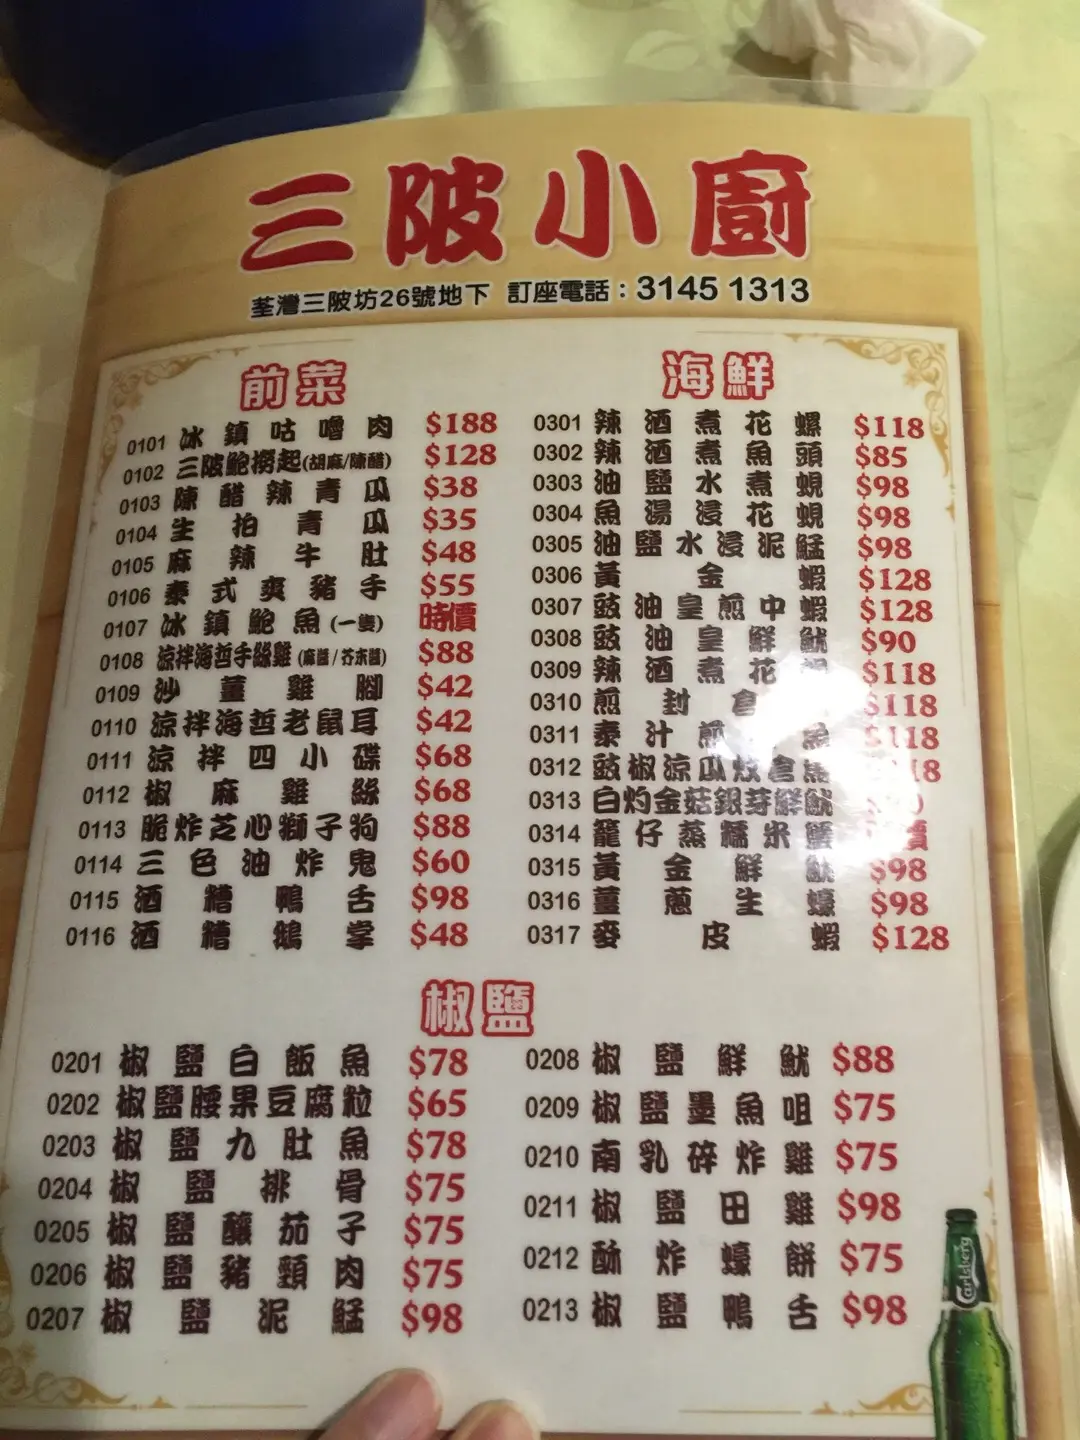 三陂小廚
荃灣三陂坊26號地下 訂座電話：3145 1313
前菜
0101 冰鎮咕嚕肉 $188
0102 三陂鮑撈起(胡麻/陳醋) $128
0103 陳醋辣青瓜 $38
0104 生拍青瓜 $35
0105 麻辣牛肚 $48
0106 泰式爽豬手 $55
0107 冰鎮鮑魚(一隻) 時價
0108 涼拌海哲手絲雞(麻醬/芥末醬) $88
0109 沙薑雞腳 $42
0110 涼拌海哲老鼠耳 $42
0111 涼拌四小碟 $68
0112 椒麻雞絲 $68
0113 脆炸芝心獅子狗 $88
0114 三色油炸鬼 $60
0115 酒糟鴨舌 $98
0116 酒糟鵝掌 $48
海鮮
0301 辣酒煮花螺 $118
0302 辣酒煮魚頭 $85
0303 油鹽水煮蜆 $98
0304 魚湯浸花蜆 $98
0305 油鹽水浸泥鯭 $98
0306 黃金蝦 $128
0307 豉油皇煎中蝦 $128
0308 豉油皇鮮魷 $90
0309 辣酒煮花 $118
0310 煎封倉 $118
0311 泰汁煎 魚 $118
0312 豉椒涼瓜炆倉魚
0313 白灼金菇銀芽鮮魷
0314 籠仔蒸糯米蟹
0315 黃金鮮魷 $98
0316 薑蔥生蠔 $98
0317 麥皮蝦 $128
椒鹽
0201 椒鹽白飯魚 $78
0202 椒鹽腰果豆腐粒 $65
0203 椒鹽九肚魚 $78
0204 椒鹽排骨 $75
0205 椒鹽釀茄子 $75
0206 椒鹽豬頸肉 $75
0207 椒鹽泥鯭 $98
0208 椒鹽鮮魷 $88
0209 椒鹽墨魚咀 $75
0210 南乳碎炸雞 $75
0211 椒鹽田雞 $98
0212 酥炸蠔餅 $75
0213 椒鹽鴨舌 $98
Carlsberg